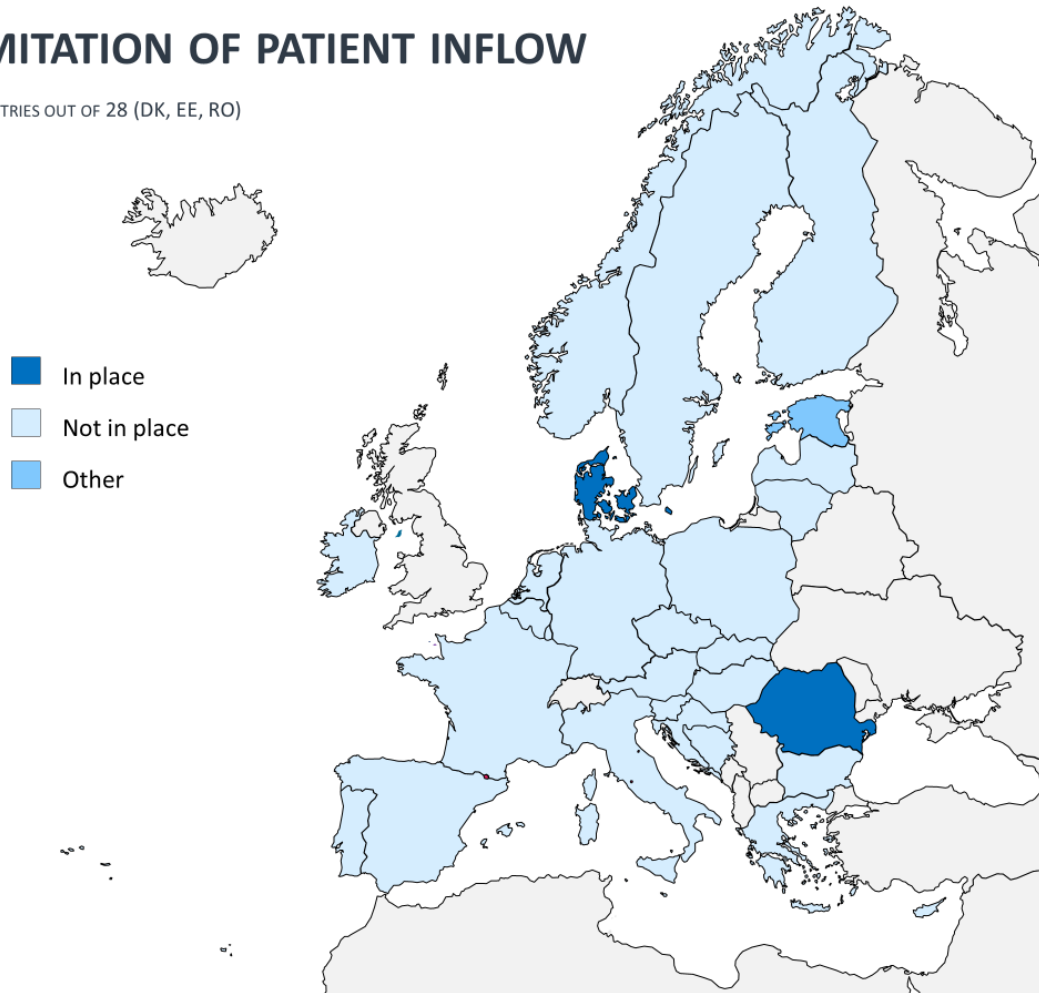 MITATION OF PATIENT INFLOW
TRIES OUT OF 28 (DK, EE, RO)
In place
Not in place
Other